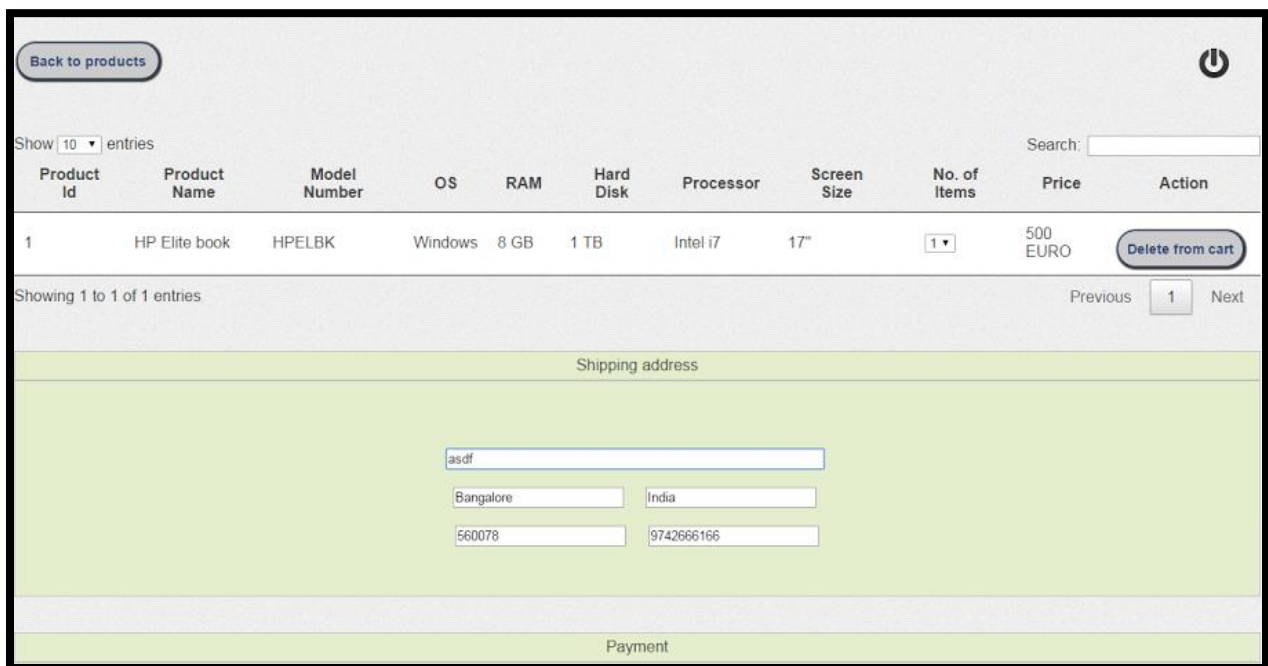 Back to products
Show 10 entries
Search:
Product Id Product Name Model Number OS RAM Hard Disk Processor Screen Size No. of Items Price Action
1 HP Elite book HPELBK Windows 8 GB 1 TB Intel i7 17" 1 500 EURO Delete from cart
Showing 1 to 1 of 1 entries
Previous 1 Next
Shipping address
asdf
Bangalore India
560078 9742666166
Payment